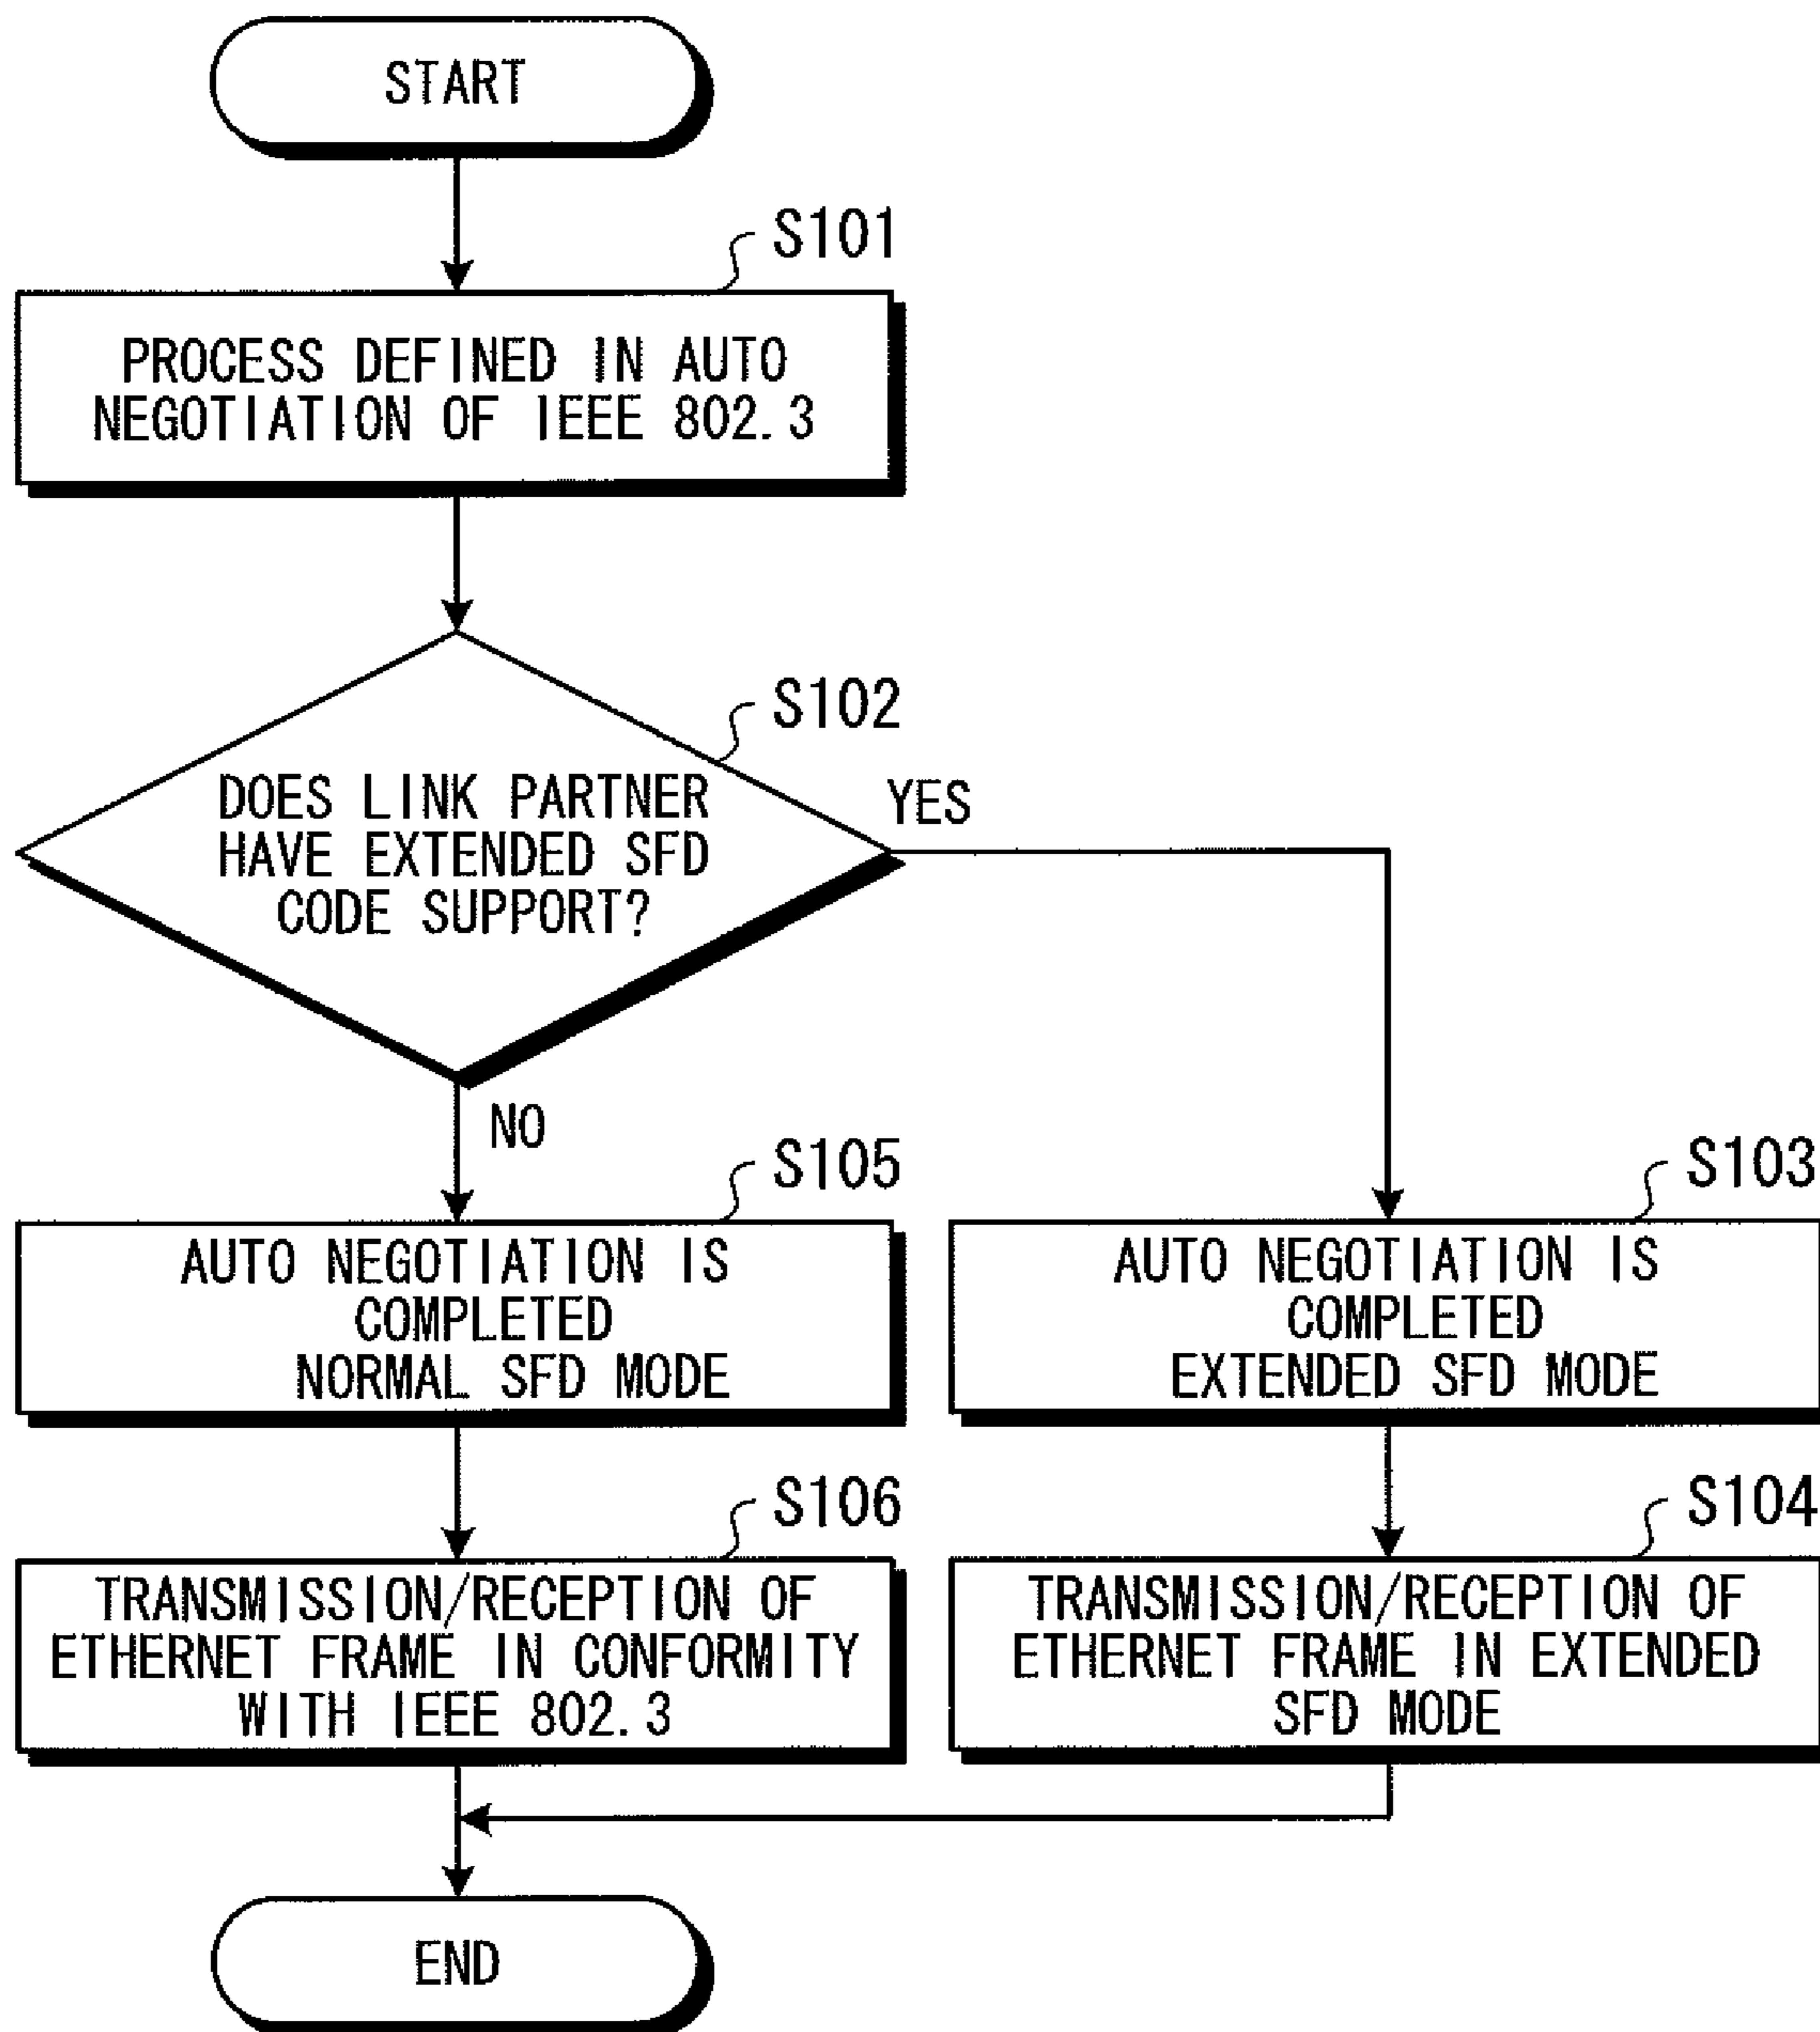 START
S101
PROCESS DEFINED IN AUTO
NEGOTIATION OF IEEE 802.3
S102
DOES LINK PARTNER
HAVE EXTENDED SFD
CODE SUPPORT?
YES
NO
S105
AUTO NEGOTIATION IS
COMPLETED
NORMAL SFD MODE
S103
AUTO NEGOTIATION IS
COMPLETED
EXTENDED SFD MODE
S106
TRANSMISSION/RECEPTION OF
ETHERNET FRAME IN CONFORMITY
WITH IEEE 802.3
S104
TRANSMISSION/RECEPTION OF
ETHERNET FRAME IN EXTENDED
SFD MODE
END